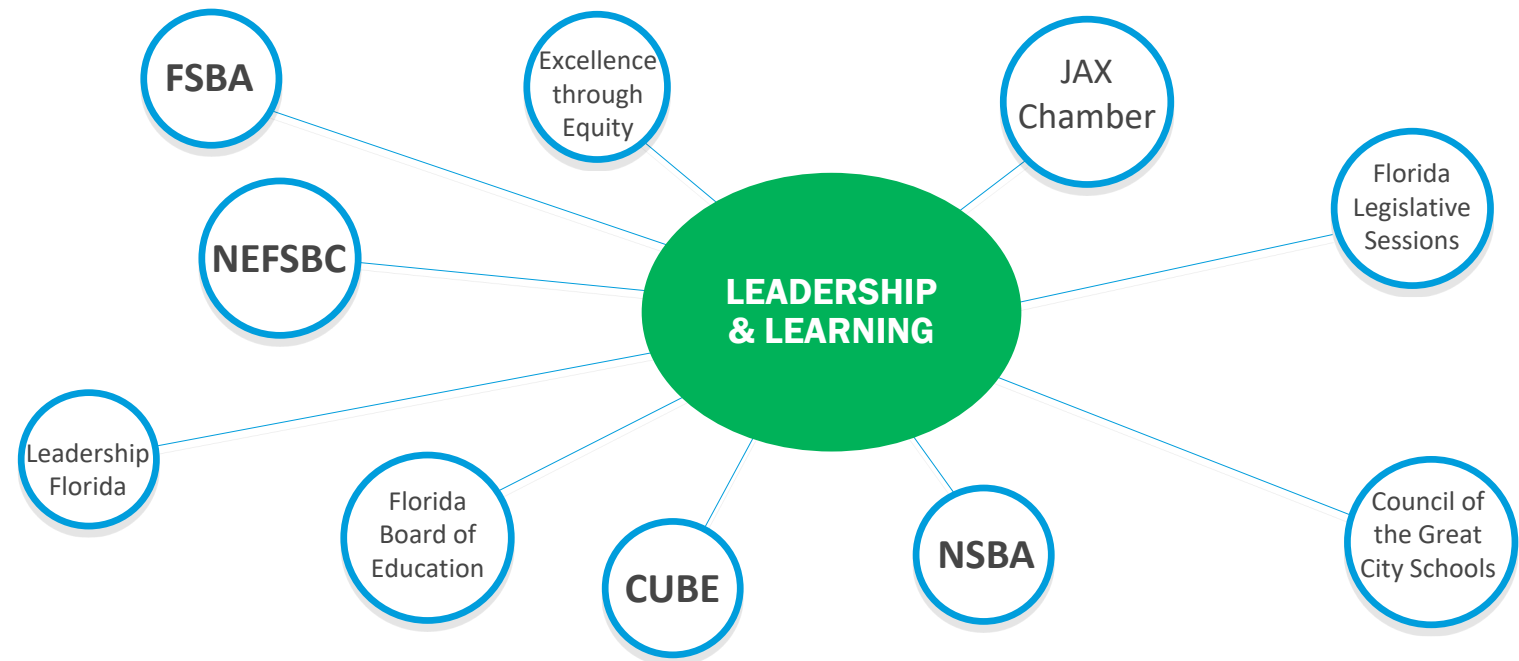 FSBA
Excellence
through
Equity
JAX
Chamber
Florida
Legislative
Sessions
NEFSBC
LEADERSHIP
& LEARNING
Leadership
Florida
Florida
Board of
Education
CUBE
NSBA
Council of
the Great
City Schools